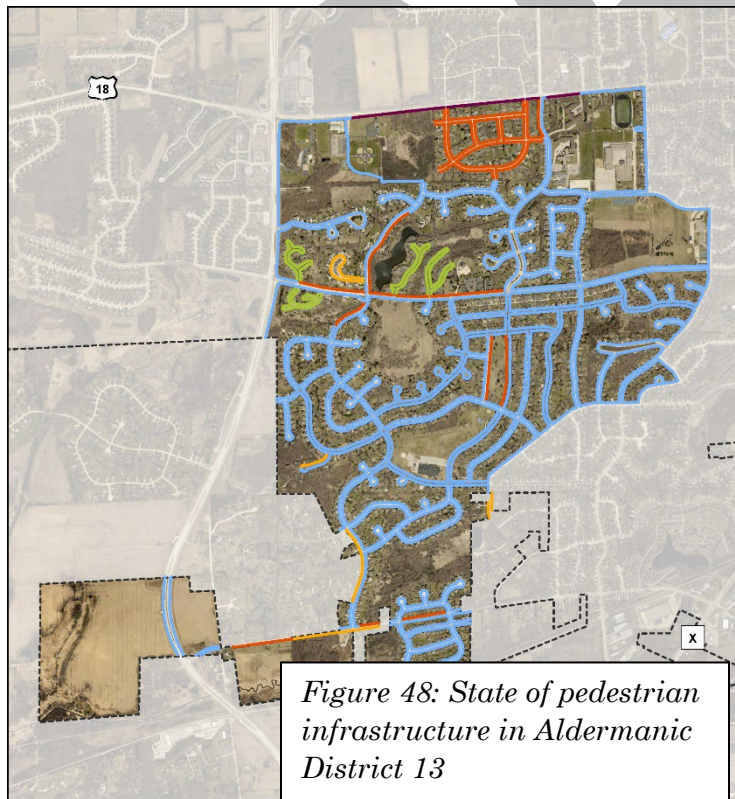 18
X
Figure 48: State of pedestrian
infrastructure in Aldermanic
District 13